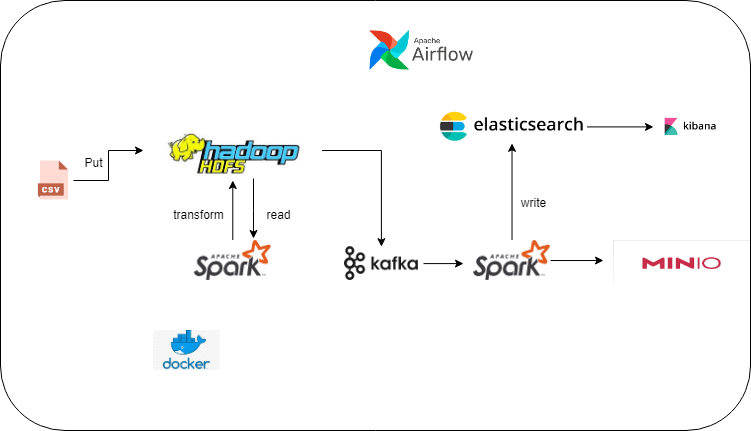 Apache
Airflow
elasticsearch
kibana
Put
CSV
hadoop
HDFS
transform
read
write
APACHE
Spark
kafka
APACHE
Spark
MINIO
docker